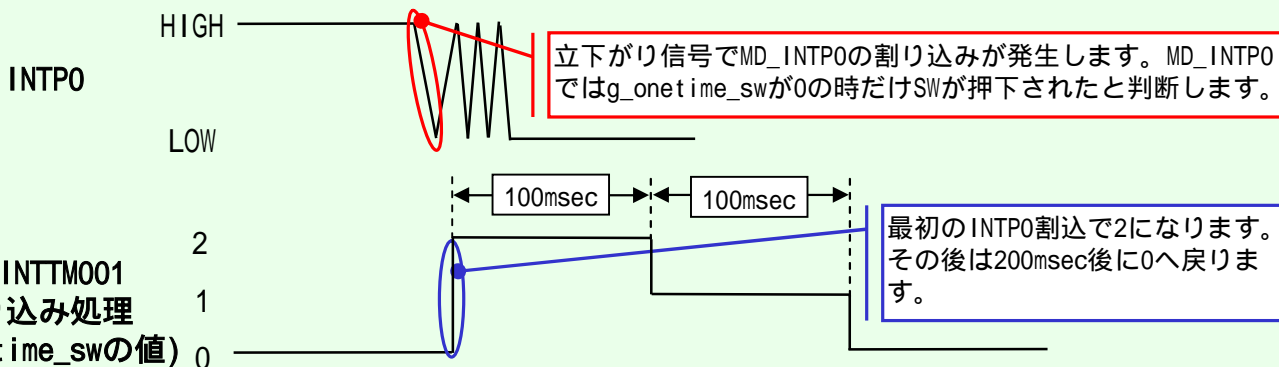 HIGH
INTP0
LOW
立下がり信号でMD_INTP0の割り込みが発生します。MD_INTP0
ではg_onetime_swが0の時だけSWが押下されたと判断します。
100msec
100msec
2
INTTM001
込み処理
time_swの値)
1
0
最初のINTP0割込で2になります。
その後は200msec後に0へ戻りま
す。